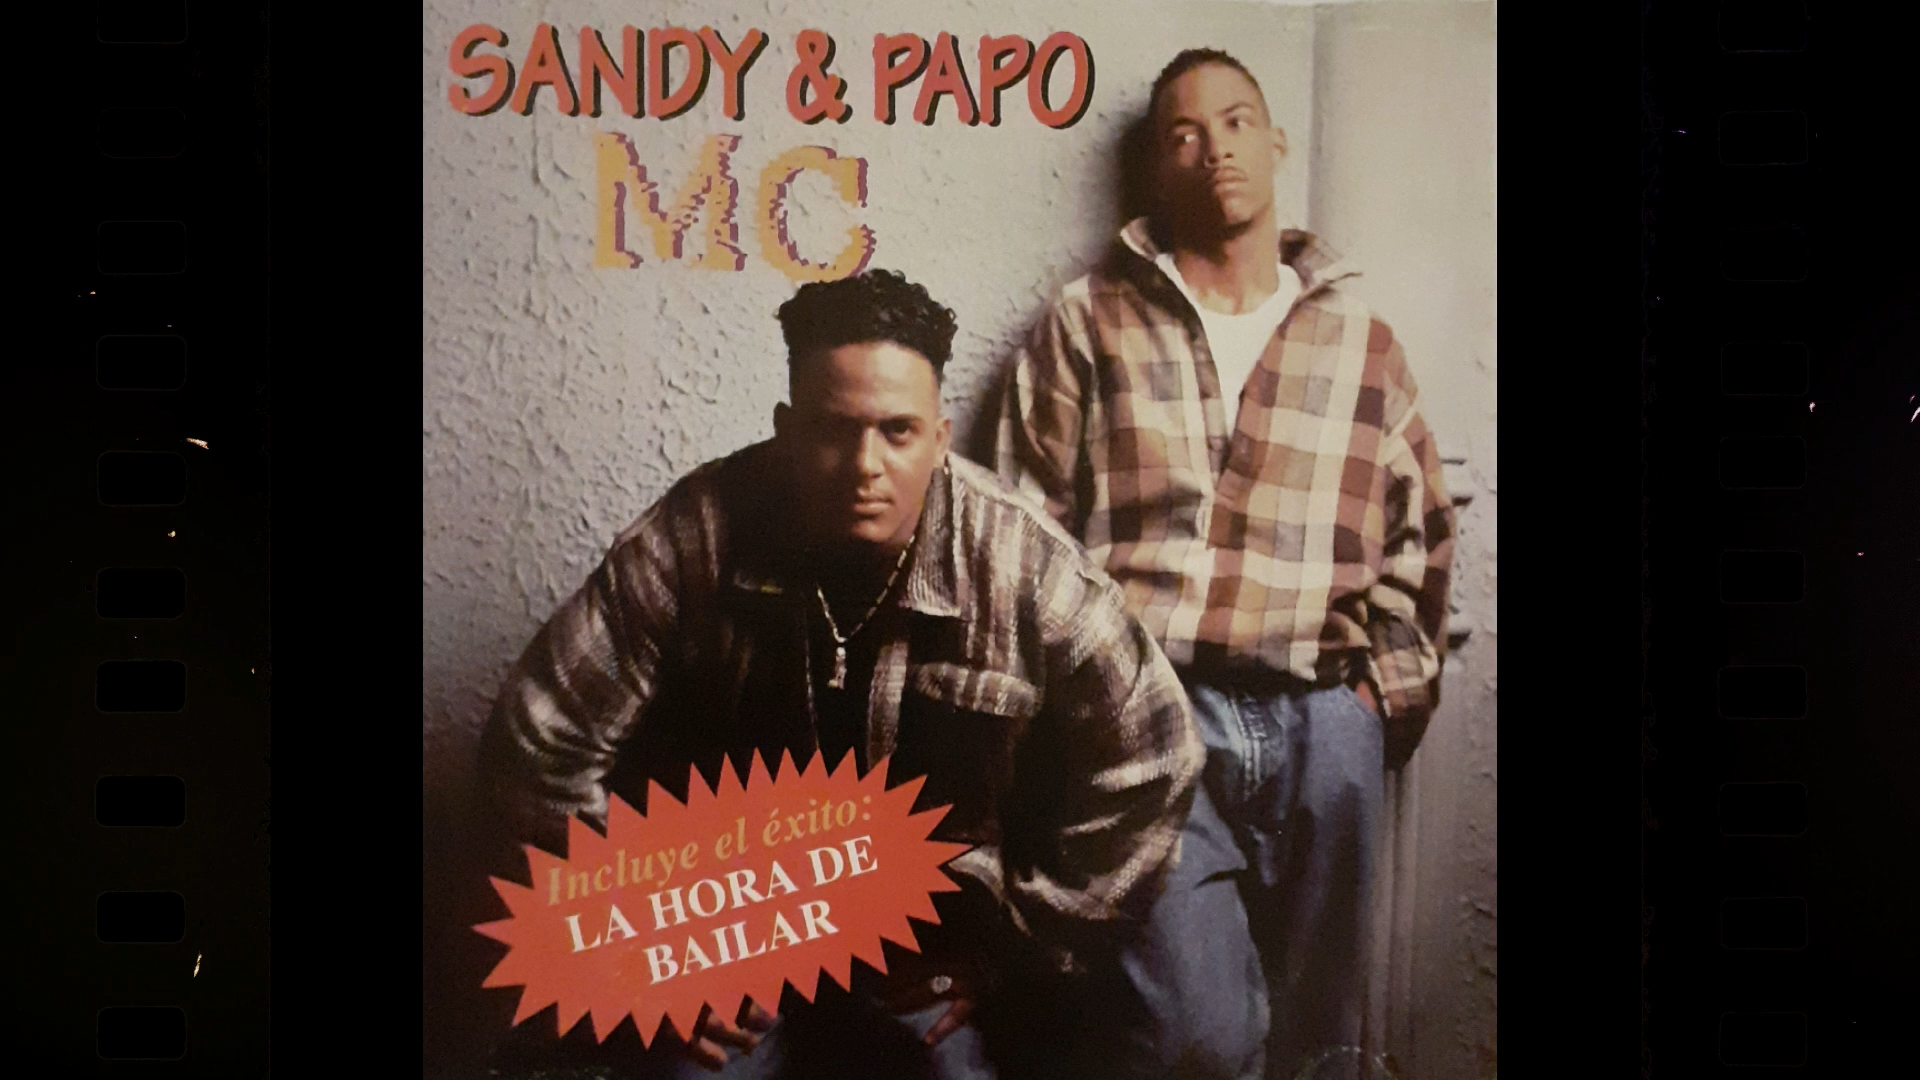 SANDY & PAPO
MC
Incluye el éxito:
LA HORA DE
BAILAR